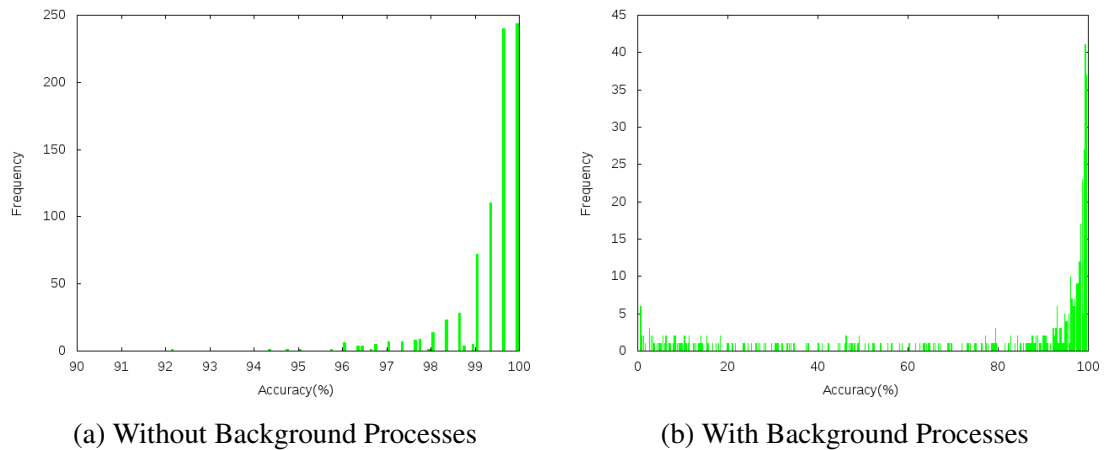 250
200
150
100
50
0
Frequency
90 91 92 93 94 95 96 97 98 99 100
Accuracy(%)
(a) Without Background Processes
45
40
35
30
25
20
15
10
5
0
Frequency
0 20 40 60 80 100
Accuracy(%)
(b) With Background Processes